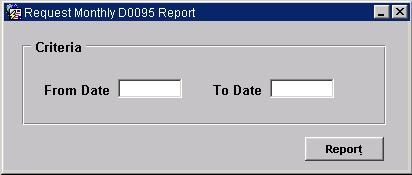 Request Monthly D0095 Report
Criteria
From Date To Date
Report